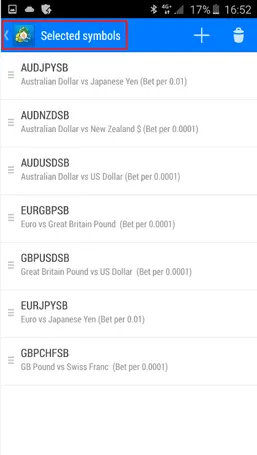 4G 17% 16:52
Selected symbols
AUDJPYSB
Australian Dollar vs Japanese Yen (Bet per 0.01)
AUDNZDSB
Australian Dollar vs New Zealand $ (Bet per 0.0001)
AUDUSDSB
Australian Dollar vs US Dollar (Bet per 0.0001)
EURGBPSB
Euro vs Great Britain Pound (Bet per 0.0001)
GBPUSDSB
Great Britain Pound vs US Dollar (Bet per 0.0001)
EURJPYSB
Euro vs Japanese Yen (Bet per 0.01)
GBPCHFSB
GB Pound vs Swiss Franc (Bet per 0.0001)